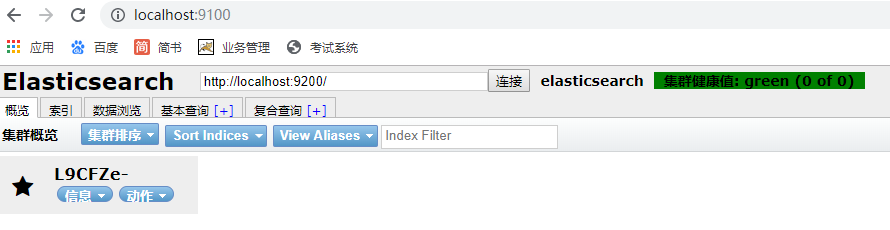 localhost:9100
应用 百度 简 简书 业务管理 考试系统
Elasticsearch http://localhost:9200/ 连接 elasticsearch 集群健康值: green (0 of 0)
概览 索引 数据浏览 基本查询 [+] 复合查询 [+]
集群概览 集群排序 Sort Indices View Aliases Index Filter
L9CFZe-
信息 动作